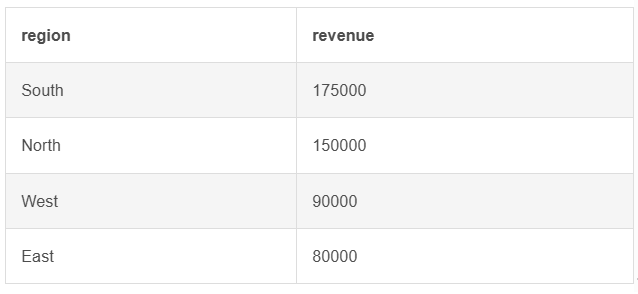 region revenue
South 175000
North 150000
West 90000
East 80000